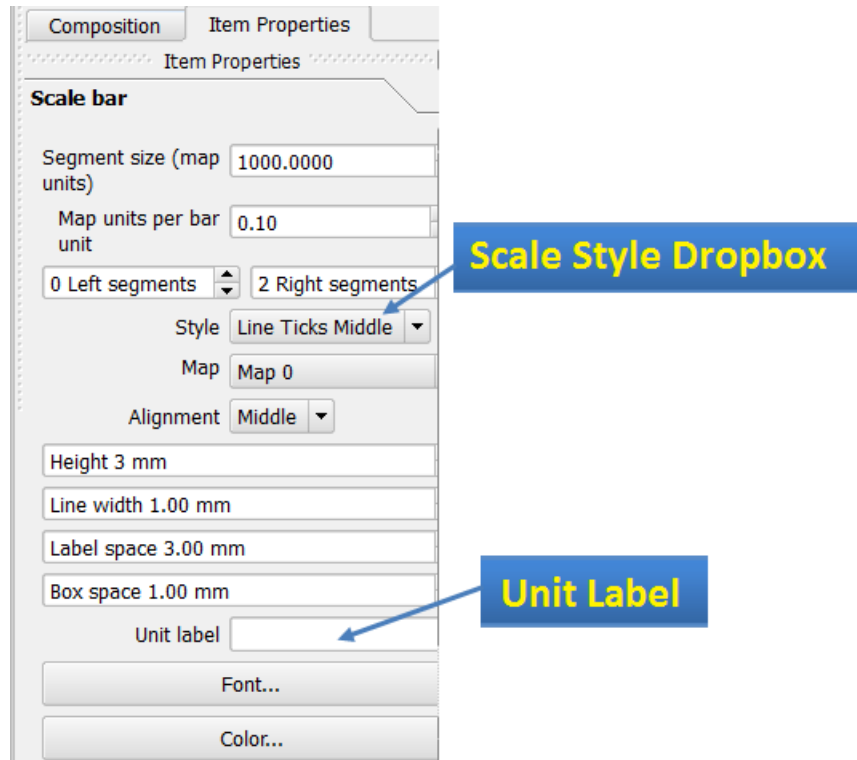 Composition Item Properties
Item Properties
Scale bar
Segment size (map
units)
1000.0000
Map units per bar
unit
0.10
Scale Style Dropbox
0 Left segments 2 Right segments
Style Line Ticks Middle
Map Map 0
Alignment Middle
Height 3 mm
Line width 1.00 mm
Label space 3.00 mm
Box space 1.00 mm
Unit Label
Unit label
Font...
Color...